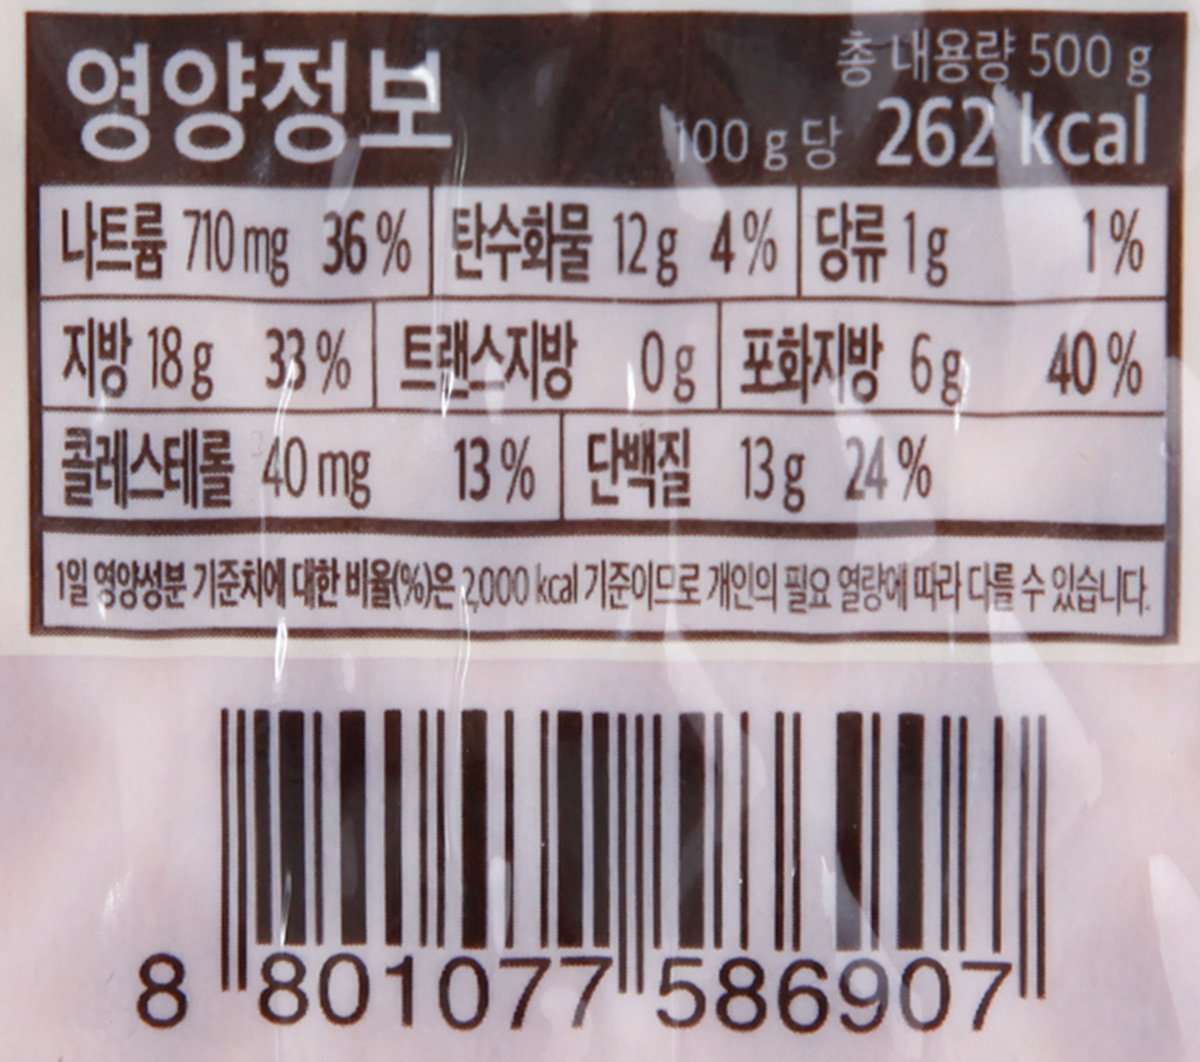 영양정보
총 내용량 500 g
100 g 당 262 kcal
나트륨 710 mg 36 % 탄수화물 12 g 4 % 당류 1 g 1 %
지방 18 g 33 % 트랜스지방 0 g 포화지방 6 g 40 %
콜레스테롤 40 mg 13 % 단백질 13 g 24 %
1일 영양성분 기준치에 대한 비율(%)은 2,000 kcal 기준이므로 개인의 필요 열량에 따라 다를 수 있습니다.
8 801077 586907